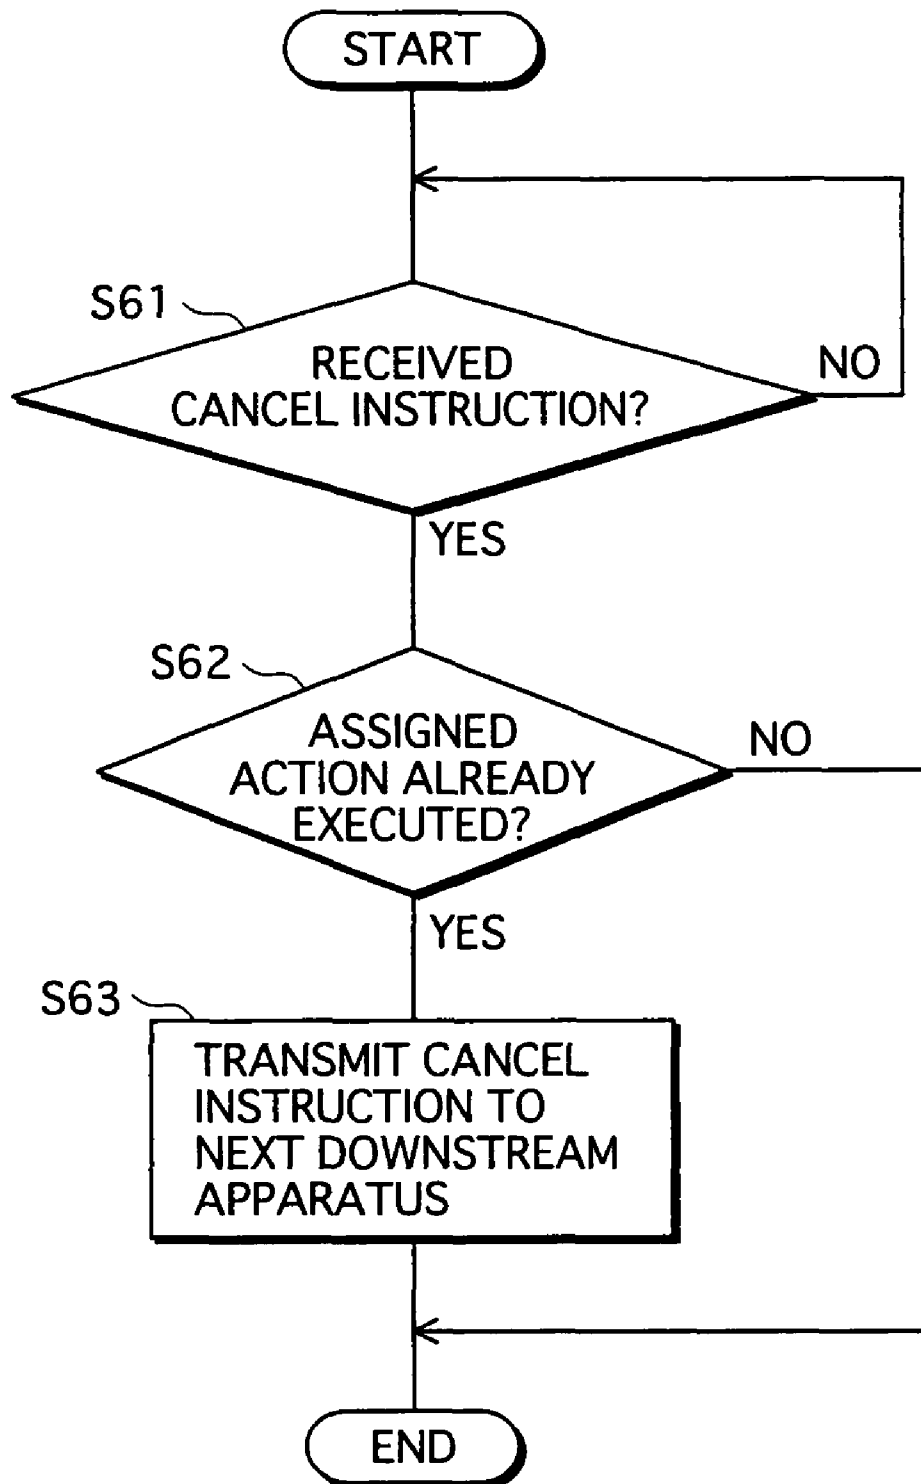 START
S61
RECEIVED
CANCEL INSTRUCTION?
NO
YES
S62
ASSIGNED
ACTION ALREADY
EXECUTED?
NO
YES
S63
TRANSMIT CANCEL
INSTRUCTION TO
NEXT DOWNSTREAM
APPARATUS
END